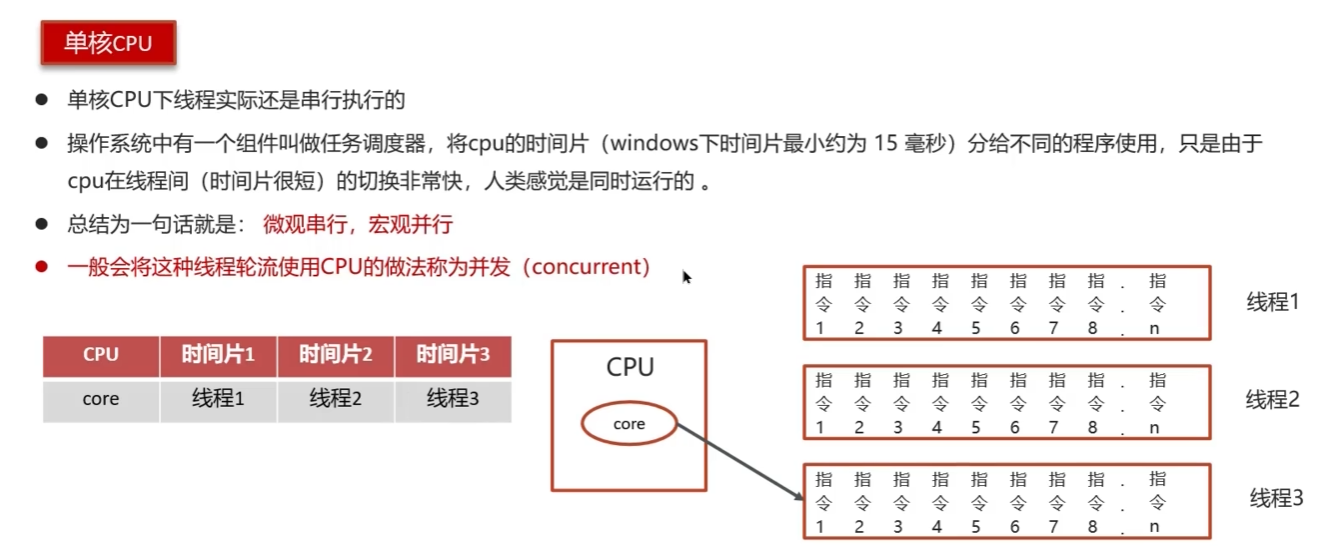 单核CPU
单核CPU下线程实际还是串行执行的
操作系统中有一个组件叫做任务调度器，将cpu的时间片（windows下时间片最小约为 15 毫秒）分给不同的程序使用，只是由于
cpu在线程间（时间片很短）的切换非常快，人类感觉是同时运行的 。
总结为一句话就是： 微观串行，宏观并行
一般会将这种线程轮流使用CPU的做法称为并发（concurrent）
CPU 时间片1 时间片2 时间片3
core 线程1 线程2 线程3
CPU
core
指 指 指 指 指 指 指 指 . 指
令 令 令 令 令 令 令 令 . 令
1 2 3 4 5 6 7 8 . n
线程1
指 指 指 指 指 指 指 指 . 指
令 令 令 令 令 令 令 令 . 令
1 2 3 4 5 6 7 8 . n
线程2
指 指 指 指 指 指 指 指 . 指
令 令 令 令 令 令 令 令 . 令
1 2 3 4 5 6 7 8 . n
线程3